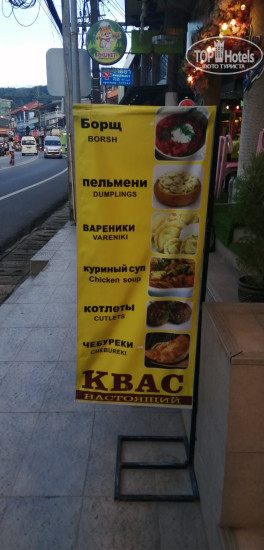 TOPHotels
ФОТО ТУРИСТА
Борщ
BORSH
пельмени
DUMPLINGS
ВАРЕНИКИ
VARENIKI
куриный суп
Chicken soup
котлеты
CUTLETS
ЧЕБУРЕКИ
CHEBUREKI
КВАС
НАСТОЯЩИЙ